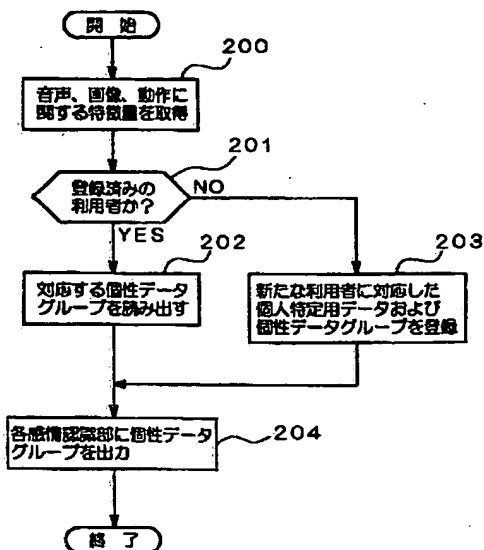 開 始
200
音声、画像、動作に
関する特徴量を取得
201
登録済みの
利用者か?
NO
YES
202
対応する個性データ
グループを読み出す
203
新たな利用者に対応した
個人特定用データおよび
個性データグループを登録
各感情認識部に個性データ
グループを出力
204
終 了